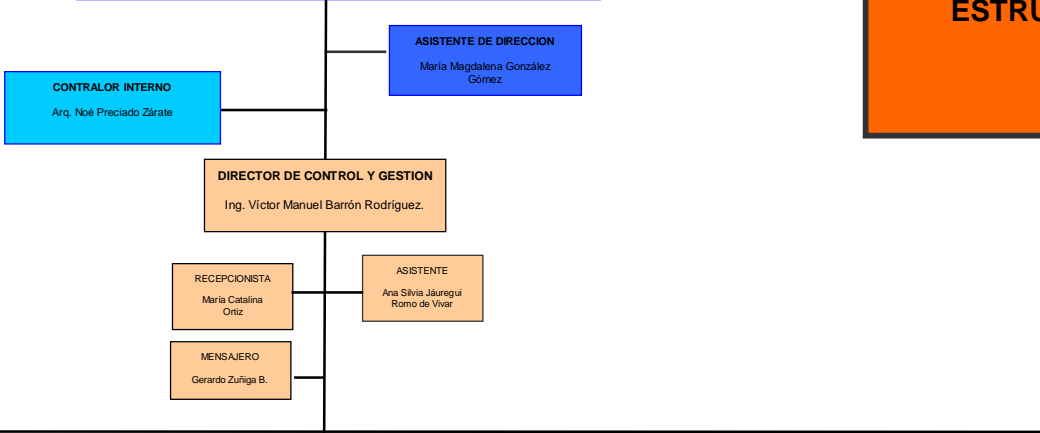 ESTRU
ASISTENTE DE DIRECCION
María Magdalena González
Gómez
CONTRALOR INTERNO
Arq. Noé Preciado Zárate
DIRECTOR DE CONTROL Y GESTION
Ing. Víctor Manuel Barrón Rodríguez.
RECEPCIONISTA
María Catalina
Ortiz
ASISTENTE
Ana Silvia Jáuregui
Romo de Vivar
MENSAJERO
Gerardo Zuñiga B.